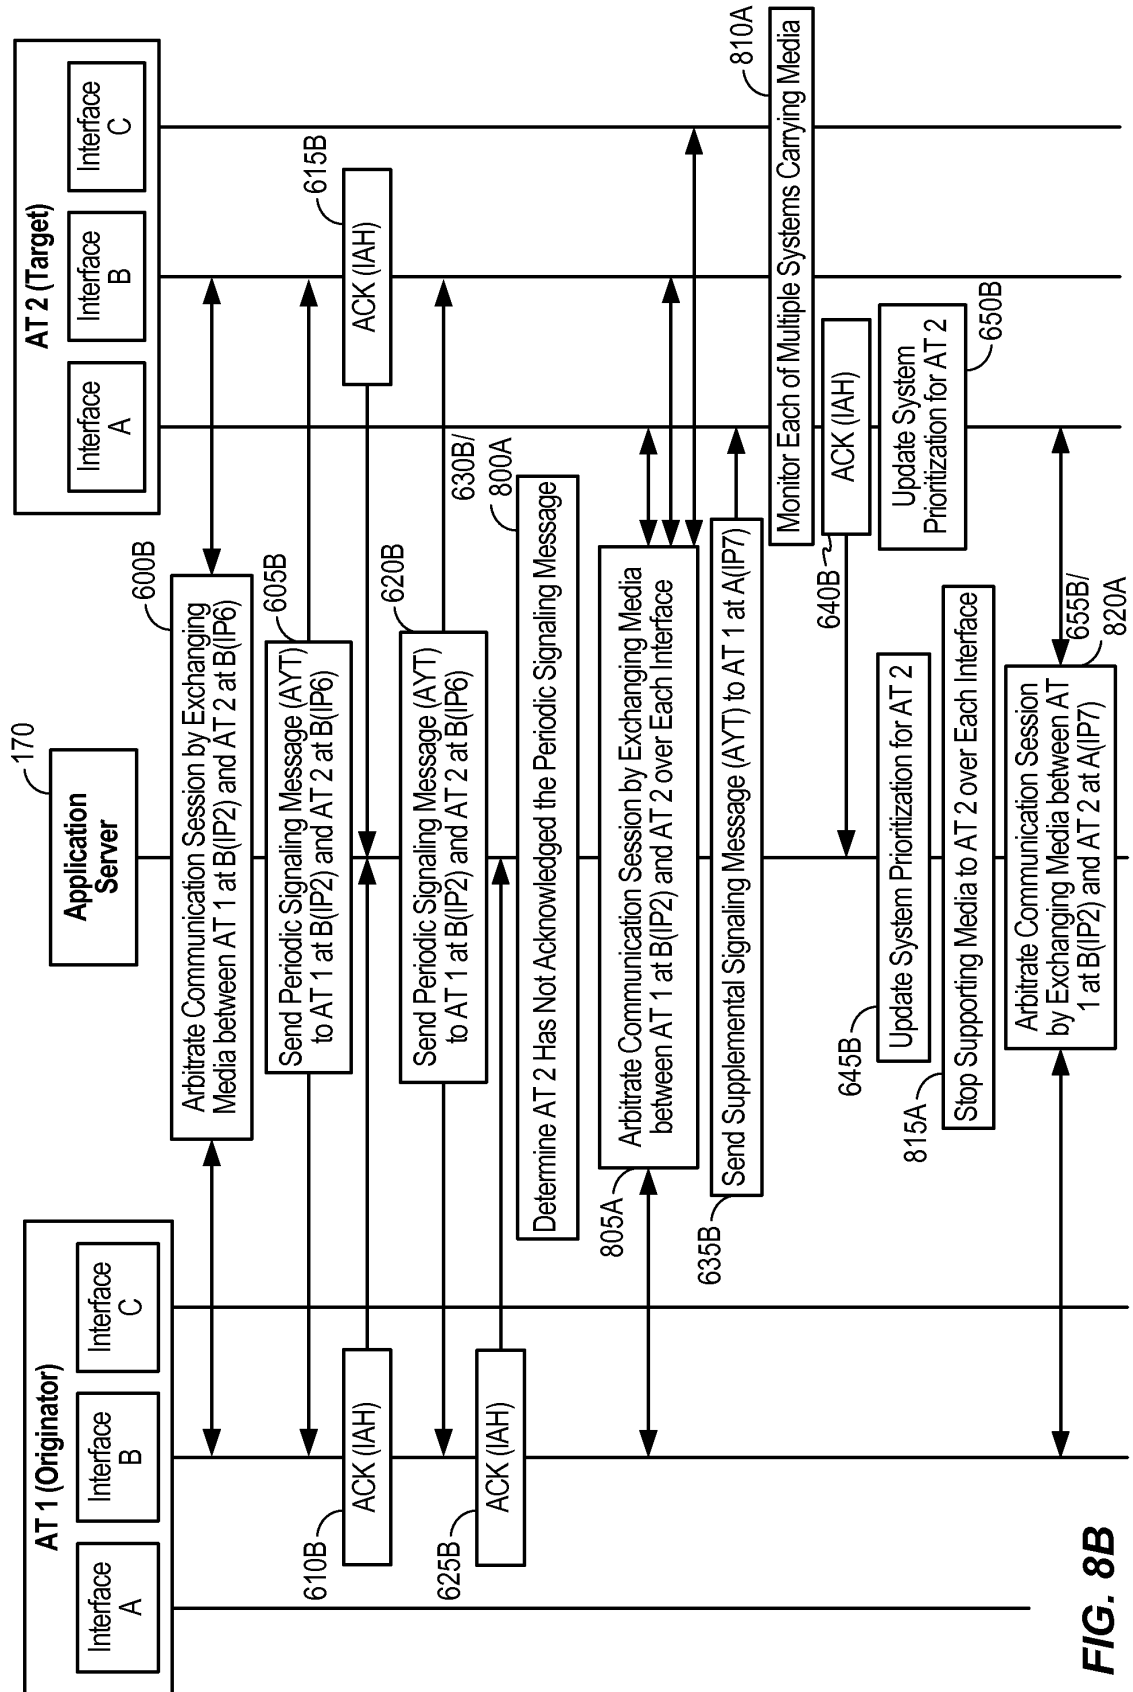 AT 1 (Originator)
Interface
A
Interface
B
Interface
C
170
Application
Server
AT 2 (Target)
Interface
A
Interface
B
Interface
C
600B
Arbitrate Communication Session by Exchanging
Media between AT 1 at B(IP2) and AT 2 at B(IP6)
605B
Send Periodic Signaling Message (AYT)
to AT 1 at B(IP2) and AT 2 at B(IP6)
610B
ACK (IAH)
615B
ACK (IAH)
620B
Send Periodic Signaling Message (AYT)
to AT 1 at B(IP2) and AT 2 at B(IP6)
625B
ACK (IAH)
630B/
800A
Determine AT 2 Has Not Acknowledged the Periodic Signaling Message
805A
Arbitrate Communication Session by Exchanging Media
between AT 1 at B(IP2) and AT 2 over Each Interface
635B
Send Supplemental Signaling Message (AYT) to AT 1 at A(IP7)
810A
Monitor Each of Multiple Systems Carrying Media
640B
ACK (IAH)
645B
Update System Prioritization for AT 2
650B
Update System
Prioritization for AT 2
815A
Stop Supporting Media to AT 2 over Each Interface
655B/
820A
Arbitrate Communication Session
by Exchanging Media between AT
1 at B(IP2) and AT 2 at A(IP7)
FIG. 8B